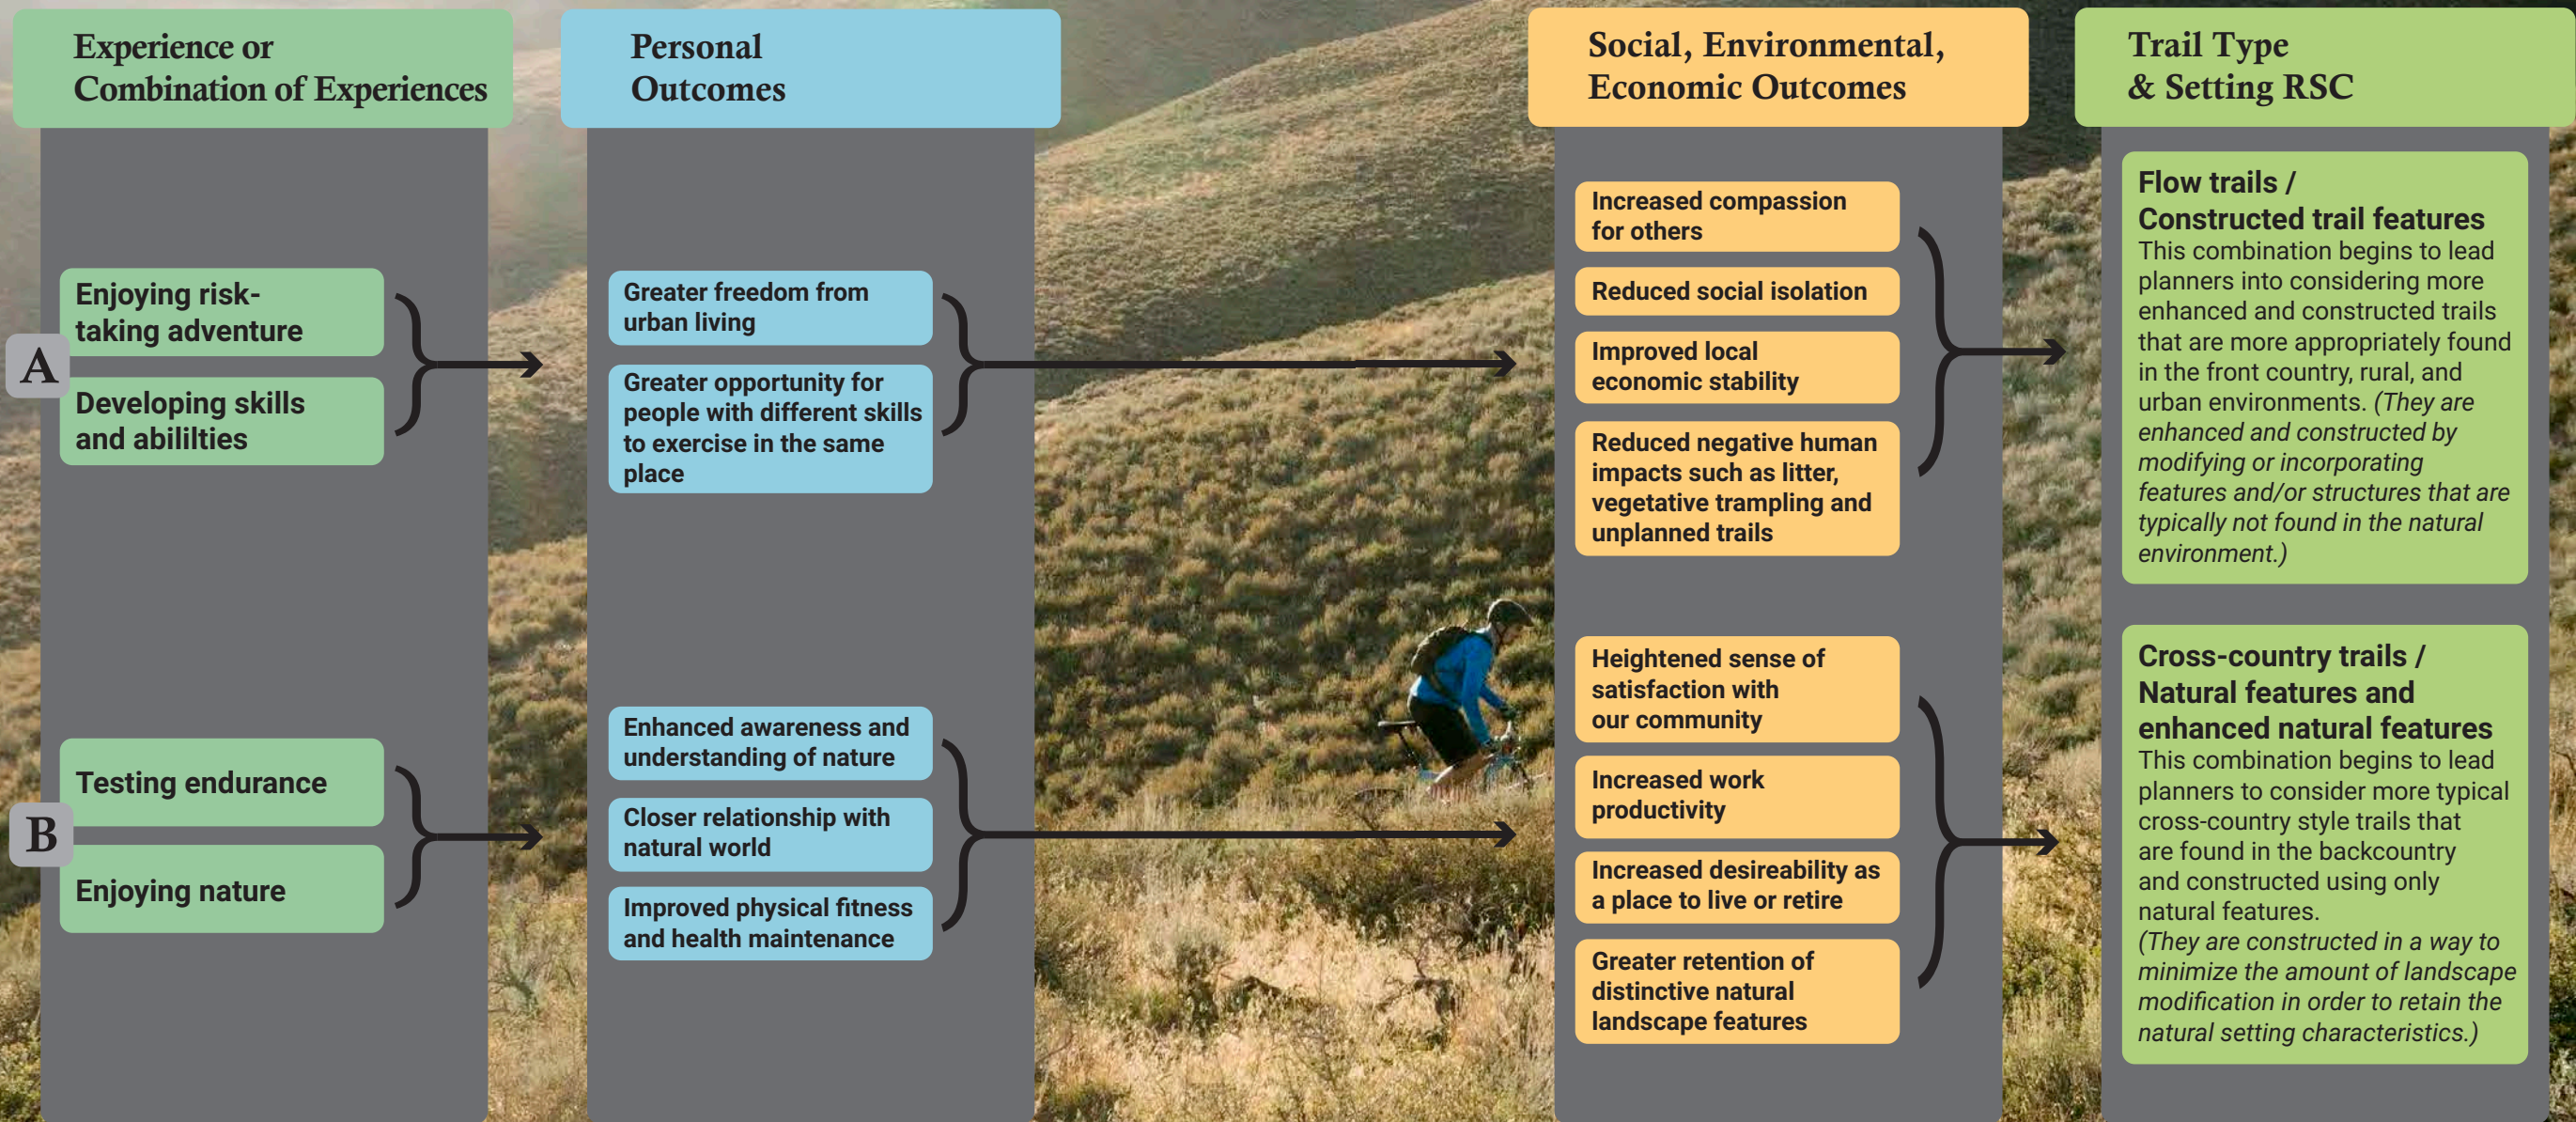 Experience or
Combination of Experiences
Personal
Outcomes
Social, Environmental,
Economic Outcomes
Trail Type
& Setting RSC
A
Enjoying risk-
taking adventure
Developing skills
and abililties
Greater freedom from
urban living
Greater opportunity for
people with different skills
to exercise in the same
place
Increased compassion
for others
Reduced social isolation
Improved local
economic stability
Reduced negative human
impacts such as litter,
vegetative trampling and
unplanned trails
Flow trails /
Constructed trail features
This combination begins to lead
planners into considering more
enhanced and constructed trails
that are more appropriately found
in the front country, rural, and
urban environments. (They are
enhanced and constructed by
modifying or incorporating
features and/or structures that are
typically not found in the natural
environment.)
B
Testing endurance
Enjoying nature
Enhanced awareness and
understanding of nature
Closer relationship with
natural world
Improved physical fitness
and health maintenance
Heightened sense of
satisfaction with
our community
Increased work
productivity
Increased desireability as
a place to live or retire
Greater retention of
distinctive natural
landscape features
Cross-country trails /
Natural features and
enhanced natural features
This combination begins to lead
planners to consider more typical
cross-country style trails that
are found in the backcountry
and constructed using only
natural features.
(They are constructed in a way to
minimize the amount of landscape
modification in order to retain the
natural setting characteristics.)